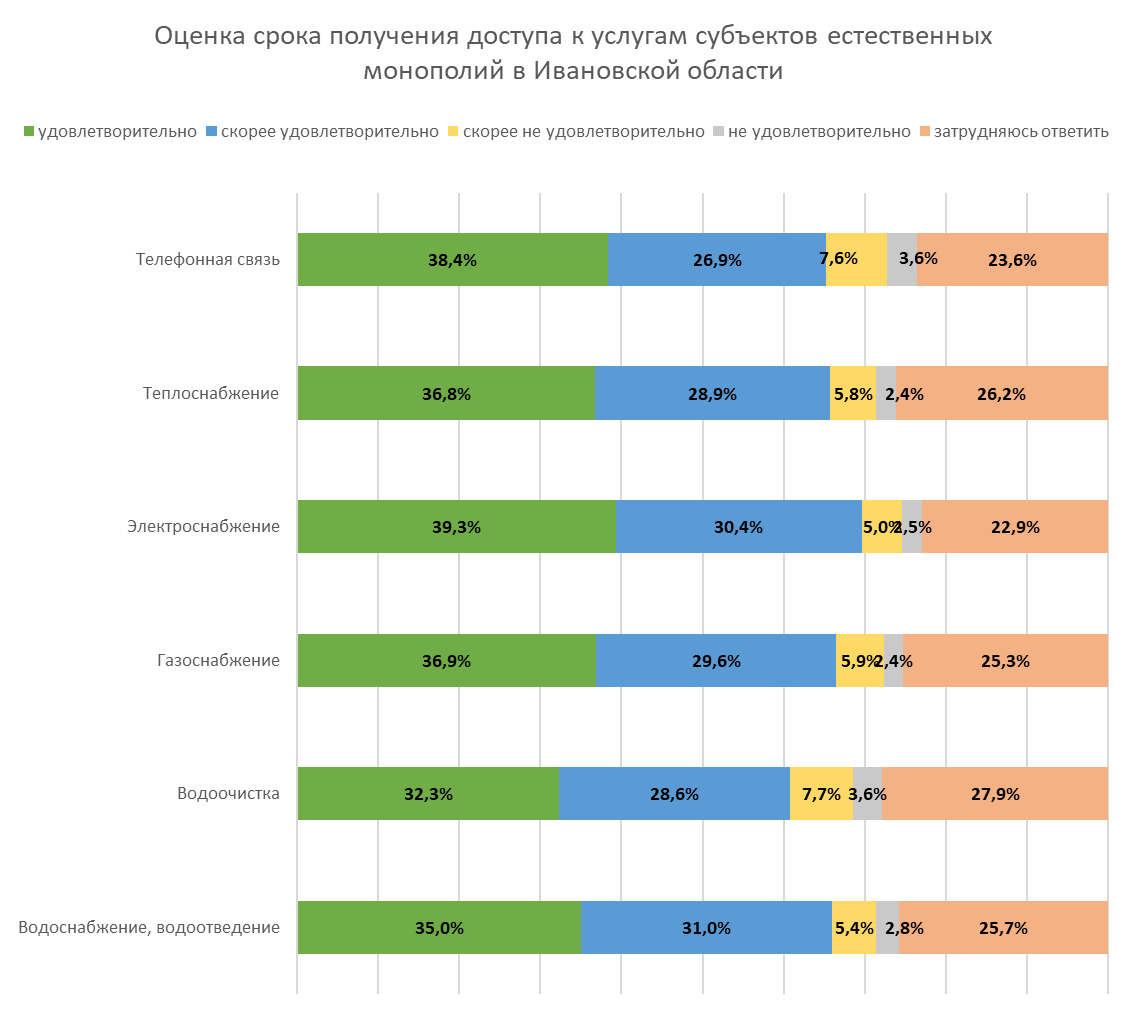 Оценка срока получения доступа к услугам субъектов естественных
монополий в Ивановской области
удовлетворительно скорее удовлетворительно скорее не удовлетворительно не удовлетворительно затрудняюсь ответить
Телефонная связь 38,4% 26,9% 7,6% 3,6% 23,6%
Теплоснабжение 36,8% 28,9% 5,8% 2,4% 26,2%
Электроснабжение 39,3% 30,4% 5,0% 2,5% 22,9%
Газоснабжение 36,9% 29,6% 5,9% 2,4% 25,3%
Водоочистка 32,3% 28,6% 7,7% 3,6% 27,9%
Водоснабжение, водоотведение 35,0% 31,0% 5,4% 2,8% 25,7%